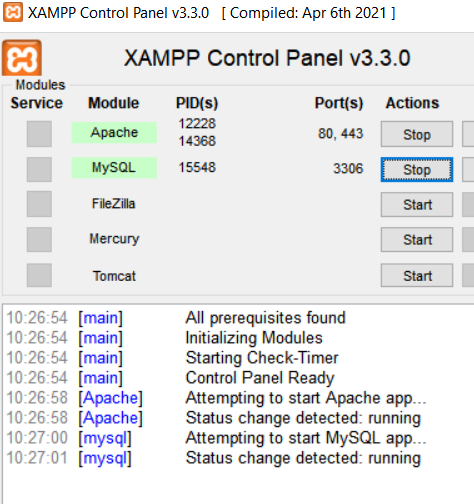 XAMPP Control Panel v3.3.0 [ Compiled: Apr 6th 2021 ]
XAMPP Control Panel v3.3.0
Modules
Service Module PID(s) Port(s) Actions
Apache 12228 14368 80, 443 Stop
MySQL 15548 3306 Stop
FileZilla Start
Mercury Start
Tomcat Start
10:26:54 [main] All prerequisites found
10:26:54 [main] Initializing Modules
10:26:54 [main] Starting Check-Timer
10:26:54 [main] Control Panel Ready
10:26:58 [Apache] Attempting to start Apache app...
10:26:58 [Apache] Status change detected: running
10:27:00 [mysql] Attempting to start MySQL app...
10:27:01 [mysql] Status change detected: running